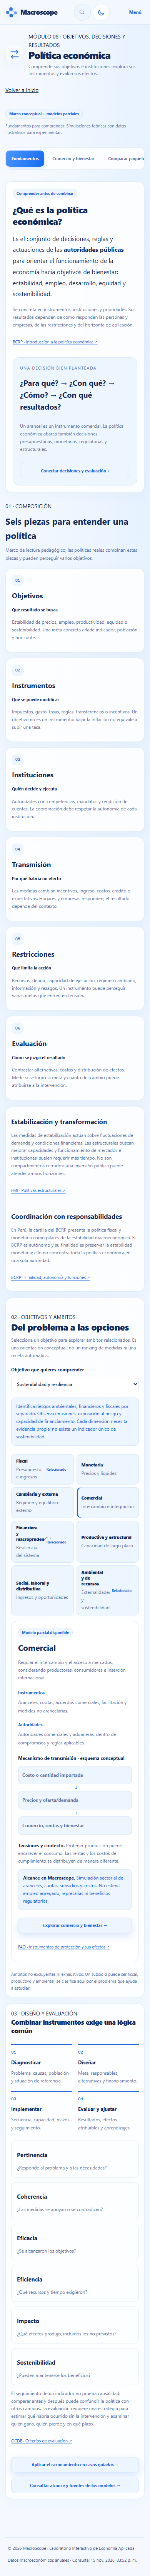 Macroscope
Menú
MÓDULO 08 · OBJETIVOS, DECISIONES Y
RESULTADOS
Política económica
Comprende sus objetivos e instituciones, explora sus
instrumentos y evalúa sus efectos.
Volver a Inicio
Marco conceptual + modelos parciales
Fundamentos para comprender. Simulaciones teóricas con datos
ilustrativos para experimentar.
Fundamentos
Comercio y bienestar
Comparar paquete
Comprender antes de combinar
¿Qué es la política
económica?
Es el conjunto de decisiones, reglas y
actuaciones de las autoridades públicas
para orientar el funcionamiento de la
economía hacia objetivos de bienestar:
estabilidad, empleo, desarrollo, equidad y
sostenibilidad.
Se concreta en instrumentos, instituciones y prioridades. Sus
resultados dependen de cómo responden las personas y
empresas, de las restricciones y del horizonte de aplicación.
BCRP · Introducción a la política económica ↗
UNA DECISIÓN BIEN PLANTEADA
¿Para qué? → ¿Con qué? →
¿Cómo? → ¿Con qué
resultados?
Un arancel es un instrumento comercial. La política
económica abarca también decisiones
presupuestarias, monetarias, regulatorias y
estructurales.
Conectar decisiones y evaluación ↓
01 · COMPOSICIÓN
Seis piezas para entender una
política
Marco de lectura pedagógico; las políticas reales combinan estas
piezas y pueden compartir instrumentos.
01
Objetivos
Qué resultado se busca
Estabilidad de precios, empleo, productividad, equidad o
sostenibilidad. Una meta concreta añade indicador, población
y horizonte.
02
Instrumentos
Qué se puede modificar
Impuestos, gasto, tasas, reglas, transferencias o incentivos. Un
objetivo no es un instrumento: bajar la inflación no equivale a
subir una tasa.
03
Instituciones
Quién decide y ejecuta
Autoridades con competencias, mandatos y rendición de
cuentas. La coordinación debe respetar la autonomía de cada
institución.
04
Transmisión
Por qué habría un efecto
Las medidas cambian incentivos, ingresos, costos, crédito o
expectativas. Hogares y empresas responden; el resultado
depende del contexto.
05
Restricciones
Qué limita la acción
Recursos, deuda, capacidad de ejecución, régimen cambiario,
información y rezagos. No siempre puede perseguirse
varias metas que entren en tensión.
06
Evaluación
Cómo se juzga el resultado
Contrastar alternativas, costos y distribución de efectos.
Medir si se logró la meta y cuánto del cambio puede
atribuirse a la intervención.
Estabilización y transformación
Las medidas de estabilización actúan sobre fluctuaciones de
demanda y condiciones financieras. Las estructurales buscan
mejorar capacidades y funcionamiento de mercados e
instituciones; suelen requerir más tiempo. No son
compartimentos cerrados: una inversión pública puede
atender ambos horizontes.
FMI · Políticas estructurales ↗
Coordinación con responsabilidades
En Perú, la cartilla del BCRP presenta la política fiscal y
monetaria como pilares de la estabilidad macroeconómica. El
BCRP es autónomo y su finalidad es preservar la estabilidad
monetaria; ello no convierte toda la política económica en
una sola autoridad.
BCRP · Finalidad, autonomía y funciones ↗
02 · OBJETIVOS Y ÁMBITOS
Del problema a las opciones
Selecciona un objetivo para explorar ámbitos relacionados. Es
una orientación conceptual, no un ranking de políticas ni una
receta automática.
Objetivo que quieres comprender
Sostenibilidad y resiliencia
Identifica riesgos ambientales, financieros y fiscales por
separado. Observa emisiones, exposición al riesgo y
capacidad de financiamiento. Cada dimensión necesita
evidencia propia; no existe un indicador único de
sostenibilidad.
Fiscal
Presupuesto
e ingresos
Relacionado
Monetaria
Precios y liquidez
Cambiaria y externa
Régimen y equilibrio
externo
Comercial
Intercambio e integración
Financiera
y
macroprudencial
Resiliencia
del sistema
Relacionado
Productiva y estructural
Capacidad de largo plazo
Social, laboral y
distributiva
Ingresos y oportunidades
Ambiental
y de
recursos
Externalidades
y
sostenibilidad
Relacionado
Modelo parcial disponible
Comercial
Regular el intercambio y el acceso a mercados,
considerando productores, consumidores e inserción
internacional.
Instrumentos
Aranceles, cuotas, acuerdos comerciales, facilitación y
medidas no arancelarias.
Autoridades
Autoridades comerciales y aduaneras, dentro de
compromisos y reglas aplicables.
Mecanismo de transmisión · esquema conceptual
Costo o cantidad importada
↓
Precios y oferta/demanda
↓
Comercio, rentas y bienestar
Tensiones y contexto. Proteger producción puede
encarecer el consumo. Las rentas y los costos de
cumplimiento se distribuyen de manera diferente.
Alcance en Macroscope. Simulación sectorial de
aranceles, cuotas, subsidios y costos. No estima
empleo agregado, represalias ni beneficios
regulatorios.
Explorar comercio y bienestar →
FAO · Instrumentos de protección y sus efectos ↗
Ámbitos no excluyentes ni exhaustivos. Un subsidio puede ser fiscal,
productivo y ambiental; se clasifica aquí por el problema que ayuda
a estudiar.
03 · DISEÑO Y EVALUACIÓN
Combinar instrumentos exige una lógica
común
01
Diagnosticar
Problema, causas, población
y situación de referencia.
02
Diseñar
Meta, responsables,
alternativas y financiamiento.
03
Implementar
Secuencia, capacidad, plazos
y seguimiento.
04
Evaluar y ajustar
Resultados, efectos
atribuibles y aprendizajes.
Pertinencia
¿Responde al problema y a las necesidades?
Coherencia
¿Las medidas se apoyan o se contradicen?
Eficacia
¿Se alcanzaron los objetivos?
Eficiencia
¿Qué recursos y tiempo exigieron?
Impacto
¿Qué efectos produjo, incluidos los no previstos?
Sostenibilidad
¿Pueden mantenerse los beneficios?
El seguimiento de un indicador no prueba causalidad:
comparar antes y después puede confundir la política con
otros cambios. La evaluación requiere una estrategia para
estimar qué habría ocurrido sin la intervención y examinar
quién gana, quién pierde y en qué plazo.
OCDE · Criterios de evaluación ↗
Aplicar el razonamiento en casos guiados →
Consultar alcance y fuentes de los modelos →
© 2026 MacroScope · Laboratorio Interactivo de Economía Aplicada
Datos macroeconómicos anuales · Consulta: 15 nov. 2026, 03:52 p. m.